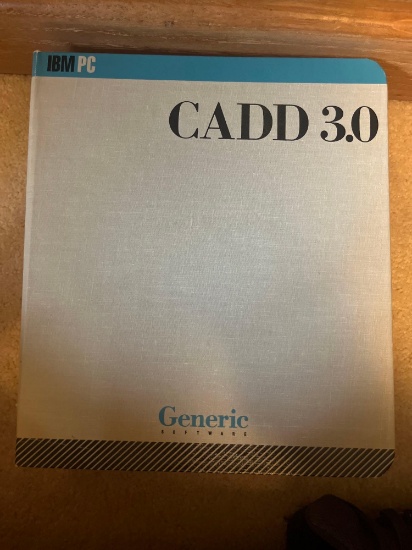 IBM PC
CADD 3.0
Generic
SOFTWARE